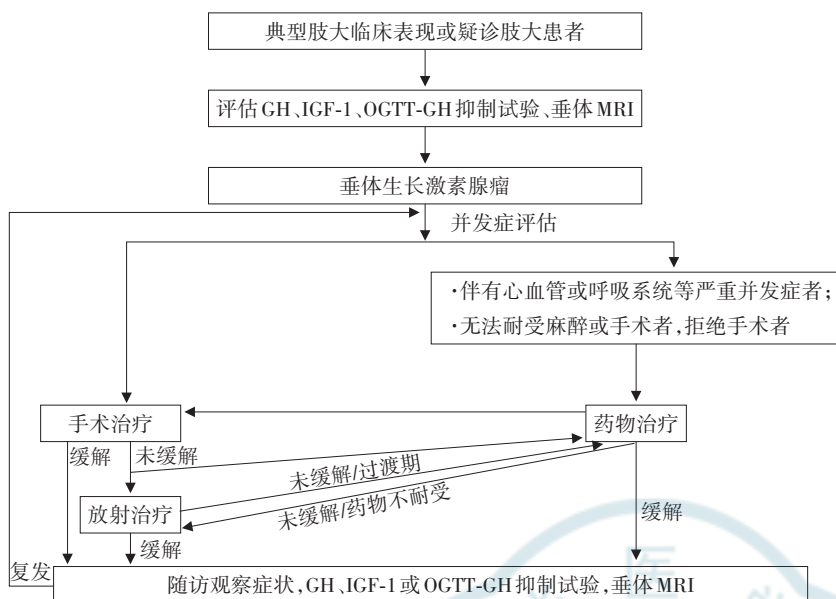 典型肢大临床表现或疑诊肢大患者
评估GH、IGF-1、OGTT-GH抑制试验、垂体MRI
垂体生长激素腺瘤
并发症评估
·伴有心血管或呼吸系统等严重并发症者；
·无法耐受麻醉或手术者，拒绝手术者
手术治疗
药物治疗
缓解
未缓解
未缓解/过渡期
未缓解/药物不耐受
放射治疗
缓解
缓解
复发
随访观察症状，GH、IGF-1或OGTT-GH抑制试验，垂体MRI
医